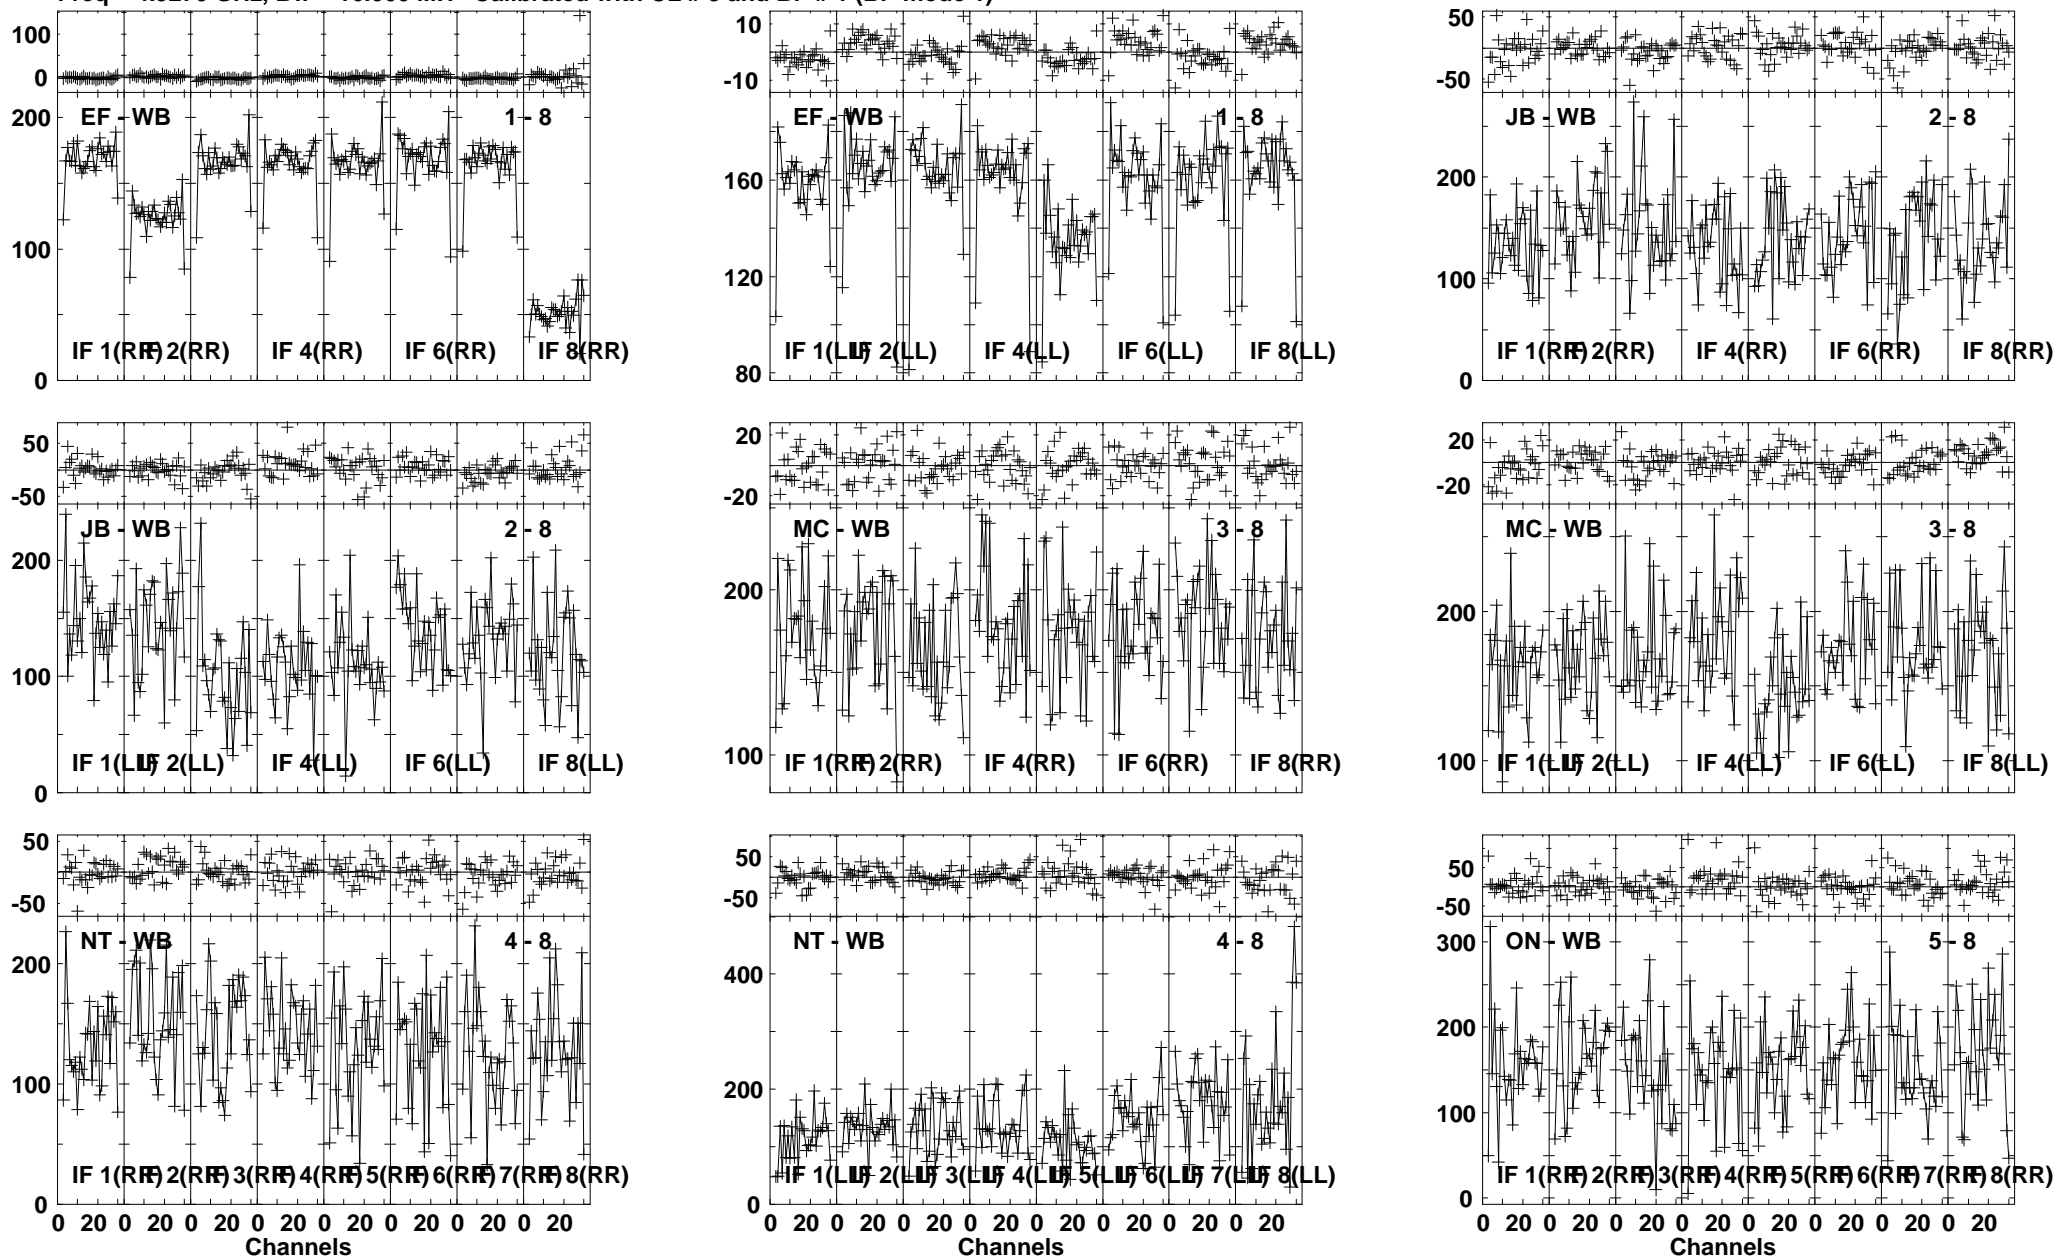 100
0
200
100
0
EF - WB
1 - 8
IF 1(RR)
IF 2(RR)
IF 4(RR)
IF 6(RR)
IF 8(RR)
10
-10
160
120
80
EF - WB
1 - 8
IF 1(LL)
IF 2(LL)
IF 4(LL)
IF 6(LL)
IF 8(LL)
50
-50
200
100
0
JB - WB
2 - 8
IF 1(RR)
IF 2(RR)
IF 4(RR)
IF 6(RR)
IF 8(RR)
50
-50
200
100
0
JB - WB
2 - 8
IF 1(LL)
IF 2(LL)
IF 4(LL)
IF 6(LL)
IF 8(LL)
20
-20
200
100
MC - WB
3 - 8
IF 1(RR)
IF 2(RR)
IF 4(RR)
IF 6(RR)
IF 8(RR)
20
-20
200
100
MC - WB
3 - 8
IF 1(LL)
IF 2(LL)
IF 4(LL)
IF 6(LL)
IF 8(LL)
50
-50
200
100
0
NT - WB
4 - 8
IF 1(RR)
IF 2(RR)
IF 3(RR)
IF 4(RR)
IF 5(RR)
IF 6(RR)
IF 7(RR)
IF 8(RR)
0 20 0 20 0 20 0 20 0 20 0 20 0 20 0 20
Channels
50
-50
400
200
0
NT - WB
4 - 8
IF 1(LL)
IF 2(LL)
IF 3(LL)
IF 4(LL)
IF 5(LL)
IF 6(LL)
IF 7(LL)
IF 8(LL)
0 20 0 20 0 20 0 20 0 20 0 20 0 20 0 20
Channels
50
-50
300
200
100
0
ON - WB
5 - 8
IF 1(RR)
IF 2(RR)
IF 3(RR)
IF 4(RR)
IF 5(RR)
IF 6(RR)
IF 7(RR)
IF 8(RR)
0 20 0 20 0 20 0 20 0 20 0 20 0 20 0 20
Channels